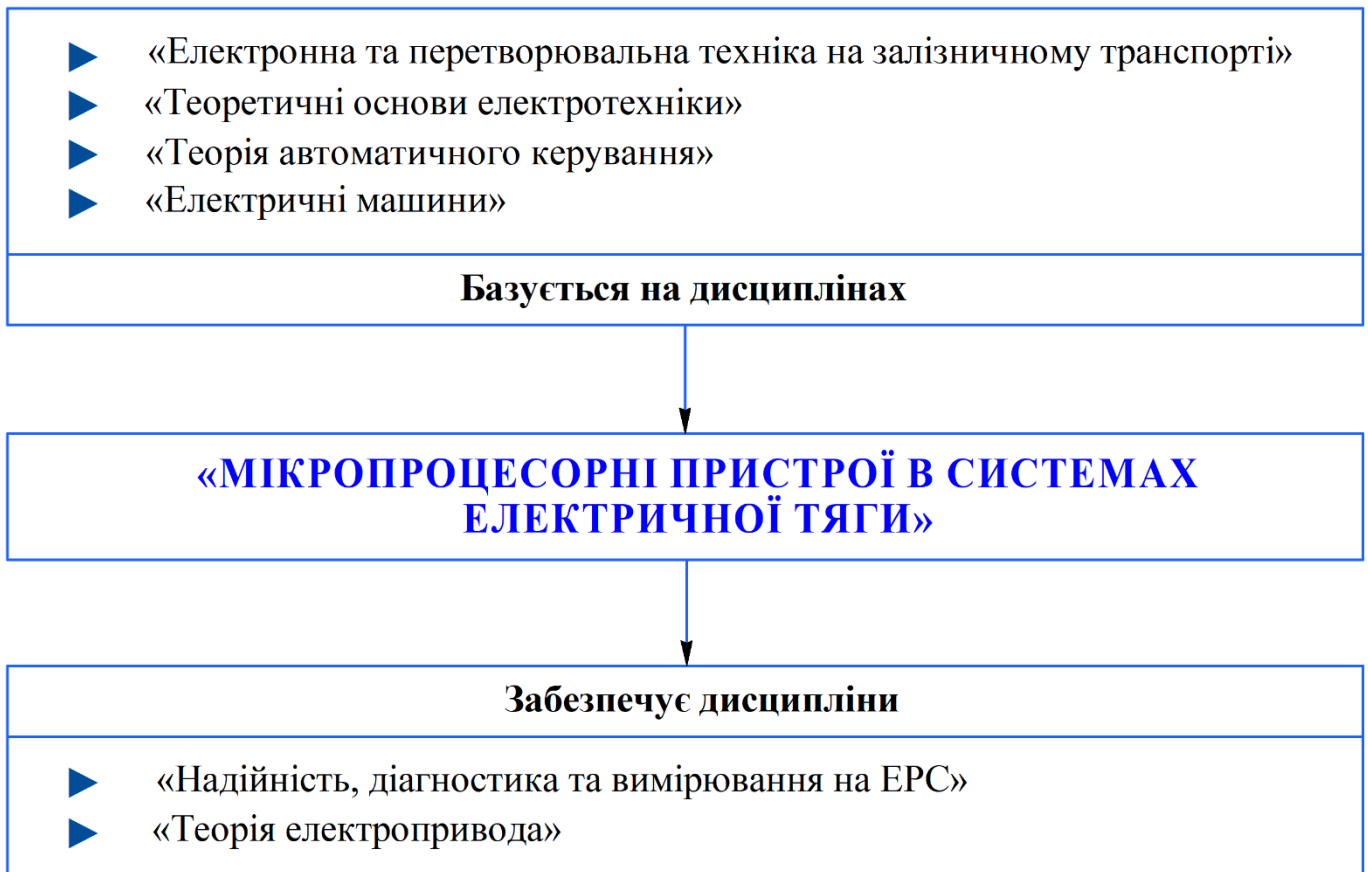 «Електронна та перетворювальна техніка на залізничному транспорті»
«Теоретичні основи електротехніки»
«Теорія автоматичного керування»
«Електричні машини»
Базується на дисциплінах
«МІКРОПРОЦЕСОРНІ ПРИСТРОЇ В СИСТЕМАХ
ЕЛЕКТРИЧНОЇ ТЯГИ»
Забезпечує дисципліни
«Надійність, діагностика та вимірювання на ЕРС»
«Теорія електропривода»